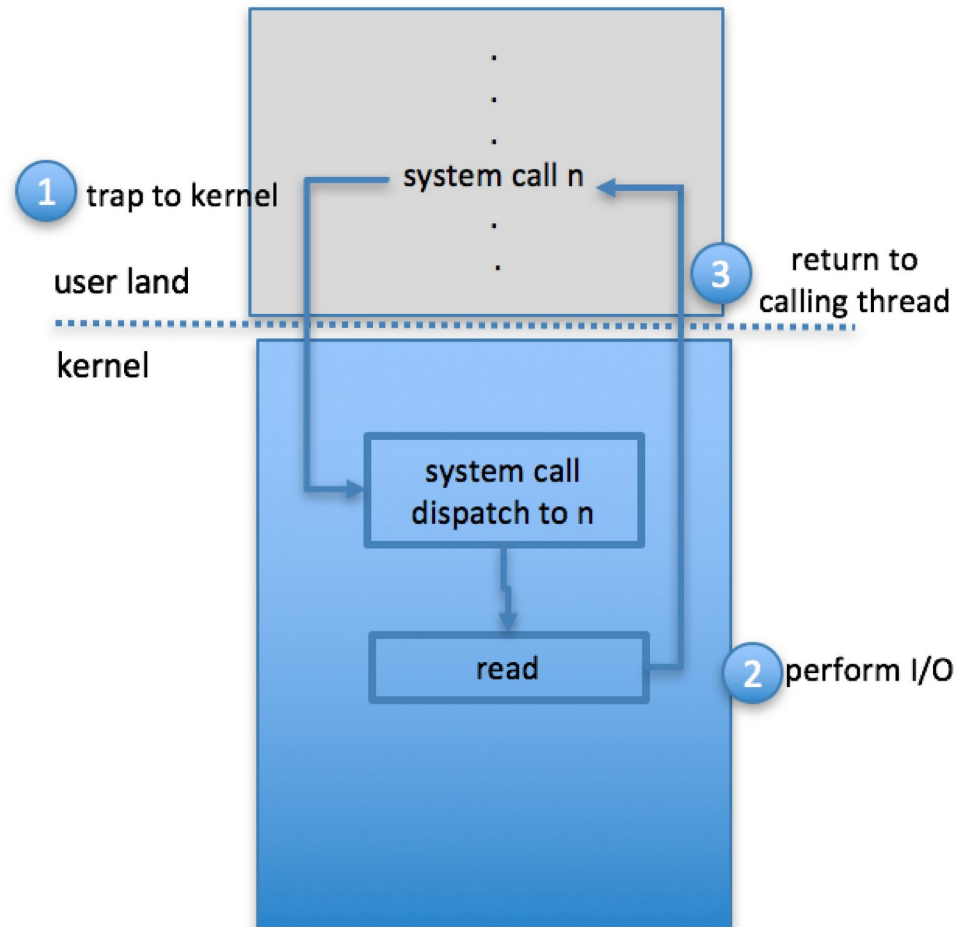 system call n
1 trap to kernel
3 return to
calling thread
user land
kernel
system call
dispatch to n
read
2 perform I/O